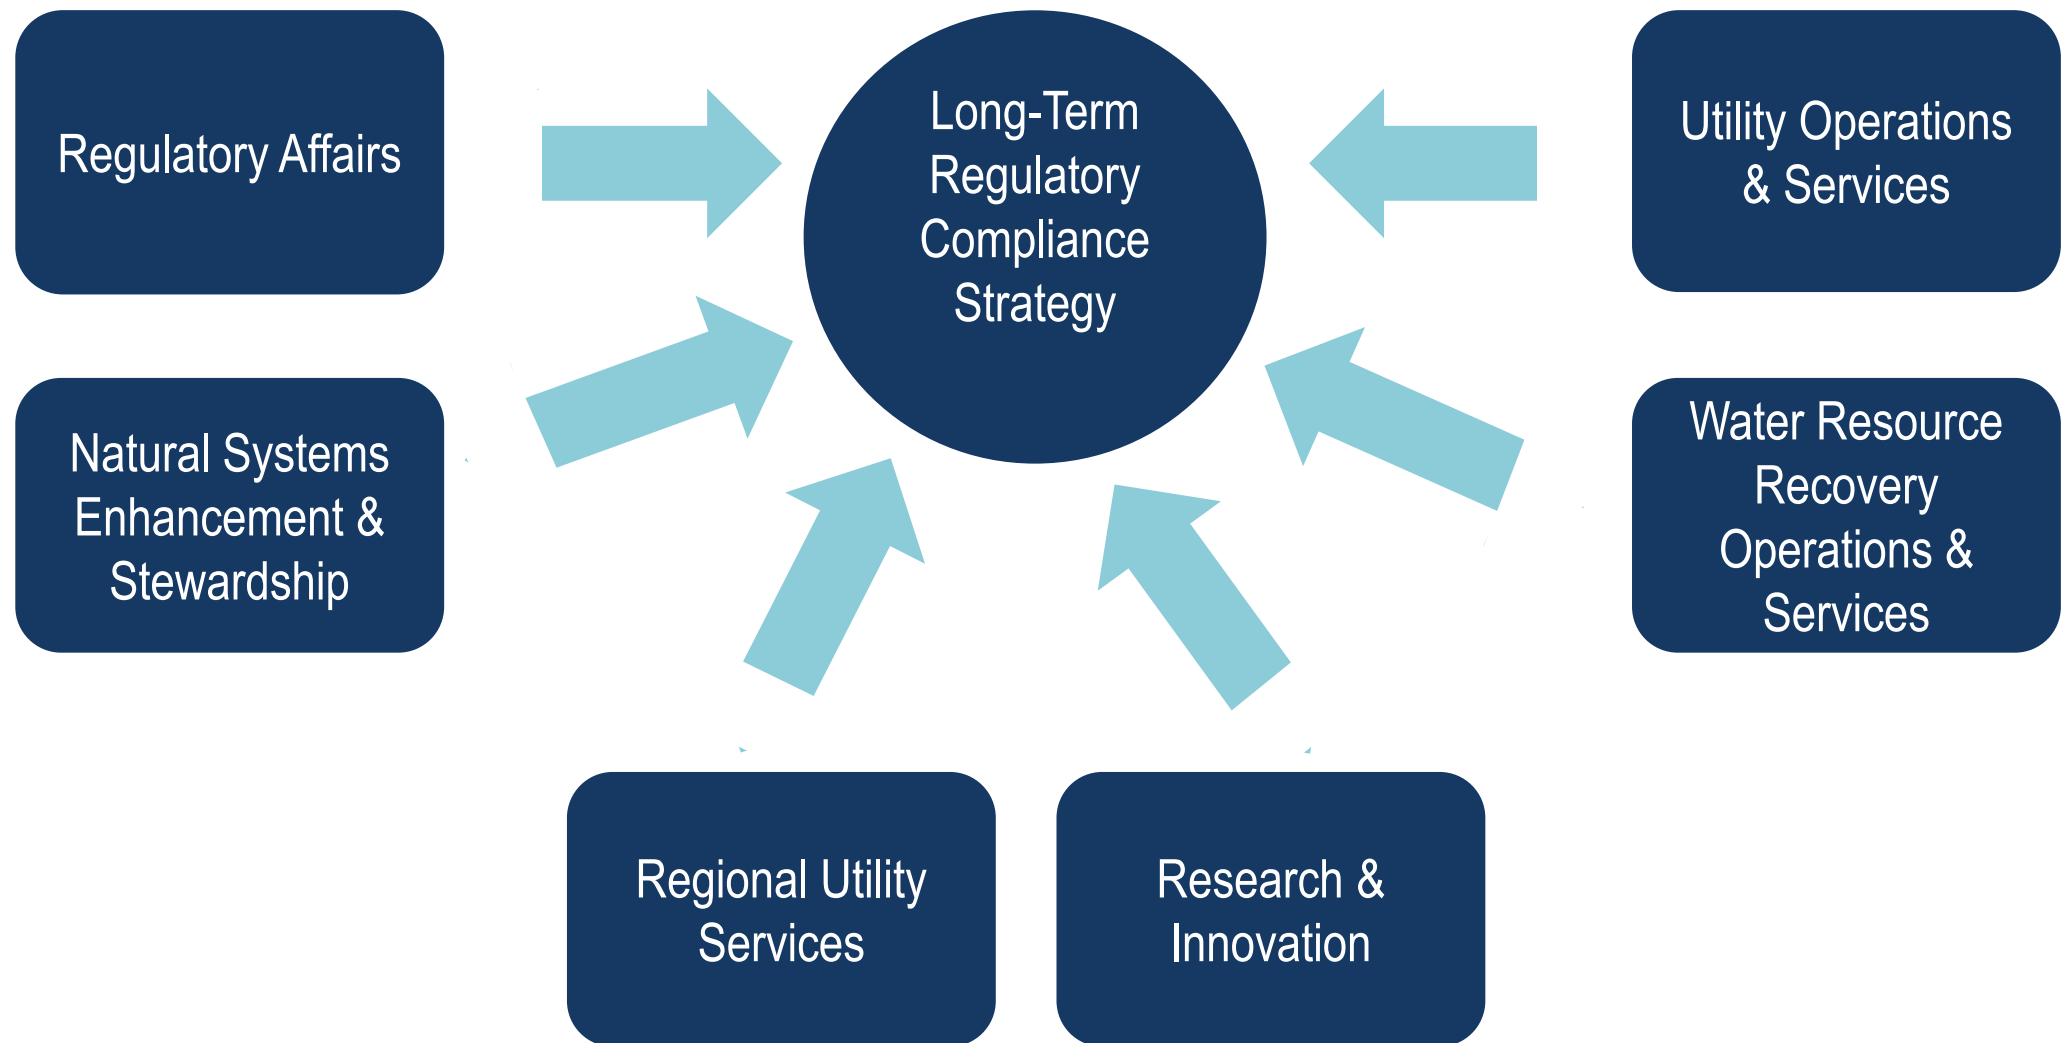 Regulatory Affairs
Long-Term
Regulatory
Compliance
Strategy
Utility Operations
& Services
Natural Systems
Enhancement &
Stewardship
Water Resource
Recovery
Operations &
Services
Regional Utility
Services
Research &
Innovation